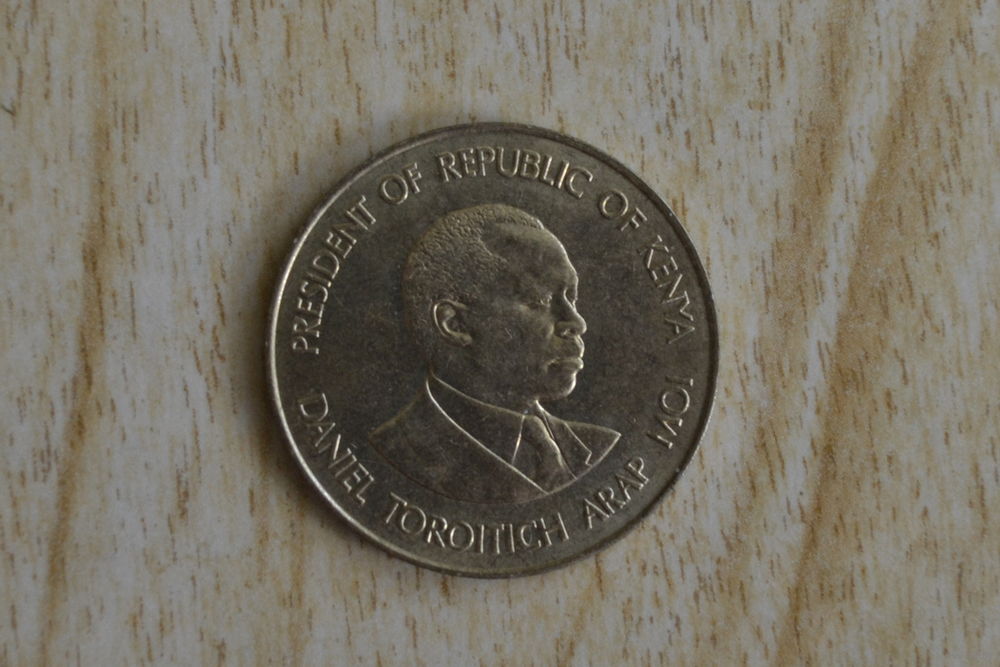 PRESIDENT OF REPUBLIC OF KENYA
DANIEL TOROITICH ARAP MOI